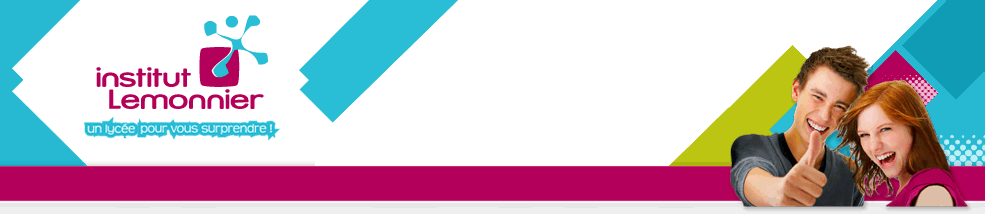 institut
Lemonnier
un lycée pour vous surprendre !